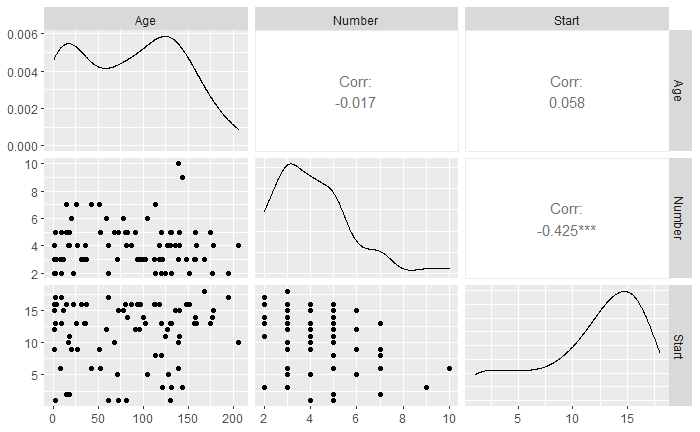 Age Number Start
0.006
0.004
0.002
0.000
Corr:
-0.017
Corr:
0.058
Age
10
8
6
4
2
Corr:
-0.425***
Number
15
10
5
Start
0 50 100 150 200
2 4 6 8 10
5 10 15